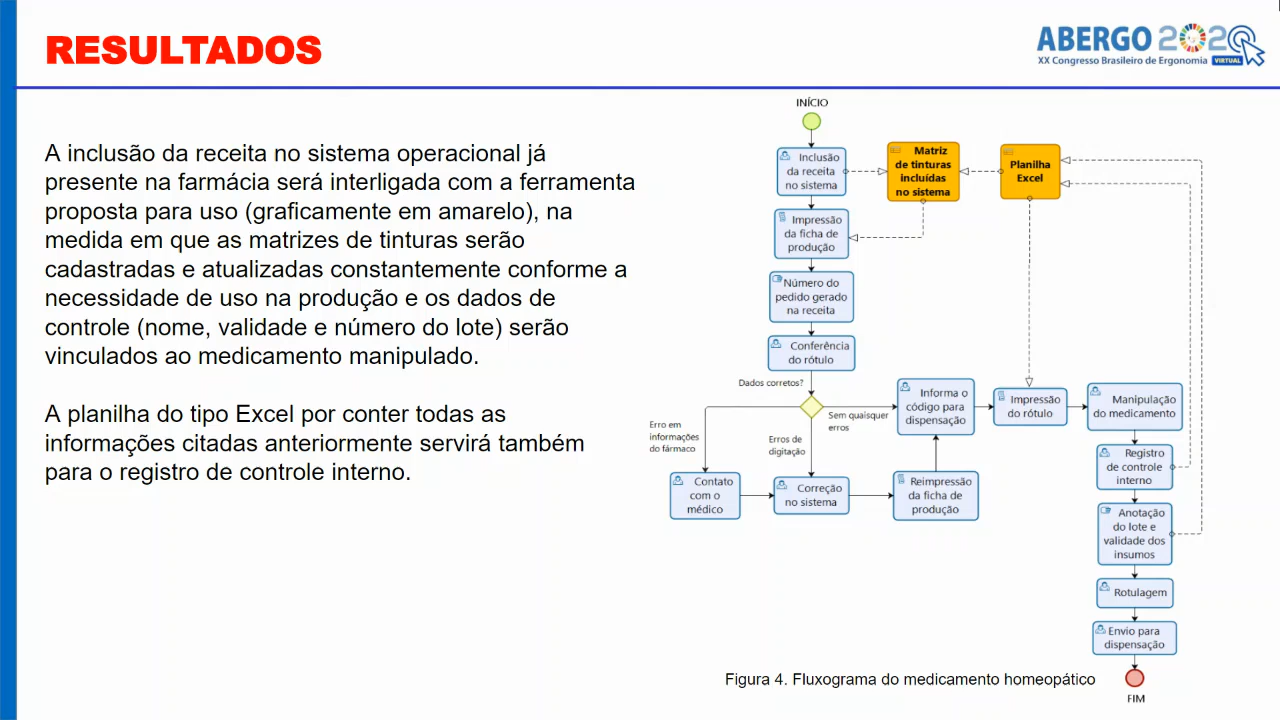 RESULTADOS
ABERGO 2020
XX Congresso Brasileiro de Ergonomia VIRTUAL
A inclusão da receita no sistema operacional já
presente na farmácia será interligada com a ferramenta
proposta para uso (graficamente em amarelo), na
medida em que as matrizes de tinturas serão
cadastradas e atualizadas constantemente conforme a
necessidade de uso na produção e os dados de
controle (nome, validade e número do lote) serão
vinculados ao medicamento manipulado.
A planilha do tipo Excel por conter todas as
informações citadas anteriormente servirá também
para o registro de controle interno.
INÍCIO
Inclusão
da receita
no sistema
Matriz
de tinturas
incluídas
no sistema
Planilha
Excel
Impressão
da ficha de
produção
Número do
pedido gerado
na receita
Conferência
do rótulo
Dados corretos?
Sem quaisquer
erros
Erro em
informações
do fármaco
Erros de
digitação
Informa o
código para
dispensação
Impressão
do rótulo
Manipulação
do medicamento
Contato
com o
médico
Correção
no sistema
Reimpressão
da ficha de
produção
Registro
de controle
interno
Anotação
do lote e
validade dos
insumos
Rotulagem
Envio para
dispensação
FIM
Figura 4. Fluxograma do medicamento homeopático